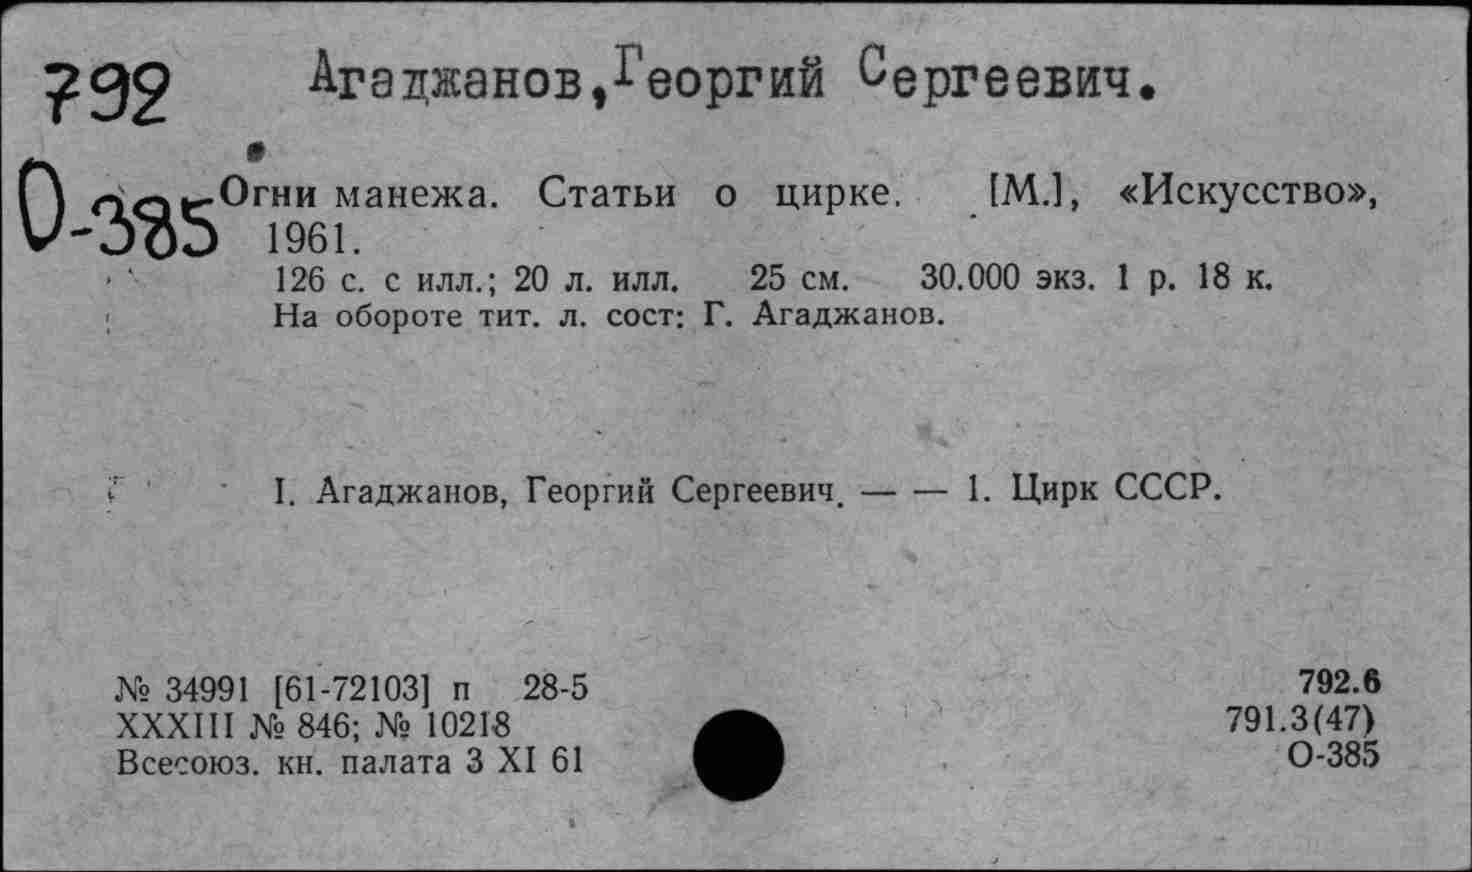 792 Агаджанов,Георгий Сергеевич.
О-385 Огни манежа. Статьи о цирке. [М.], «Искусство»,
1961.
126 с. с илл.; 20 л. илл. 25 см. 30.000 экз. 1 р. 18 к.
На обороте тит. л. сост: Г. Агаджанов.
I. Агаджанов, Георгий Сергеевич. — — 1. Цирк СССР.
№ 34991 [61-72103] п 28-5
XXXIII № 846; № 10218
Всесоюз. кн. палата 3 XI 61
792.6
791.3(47)
О-385